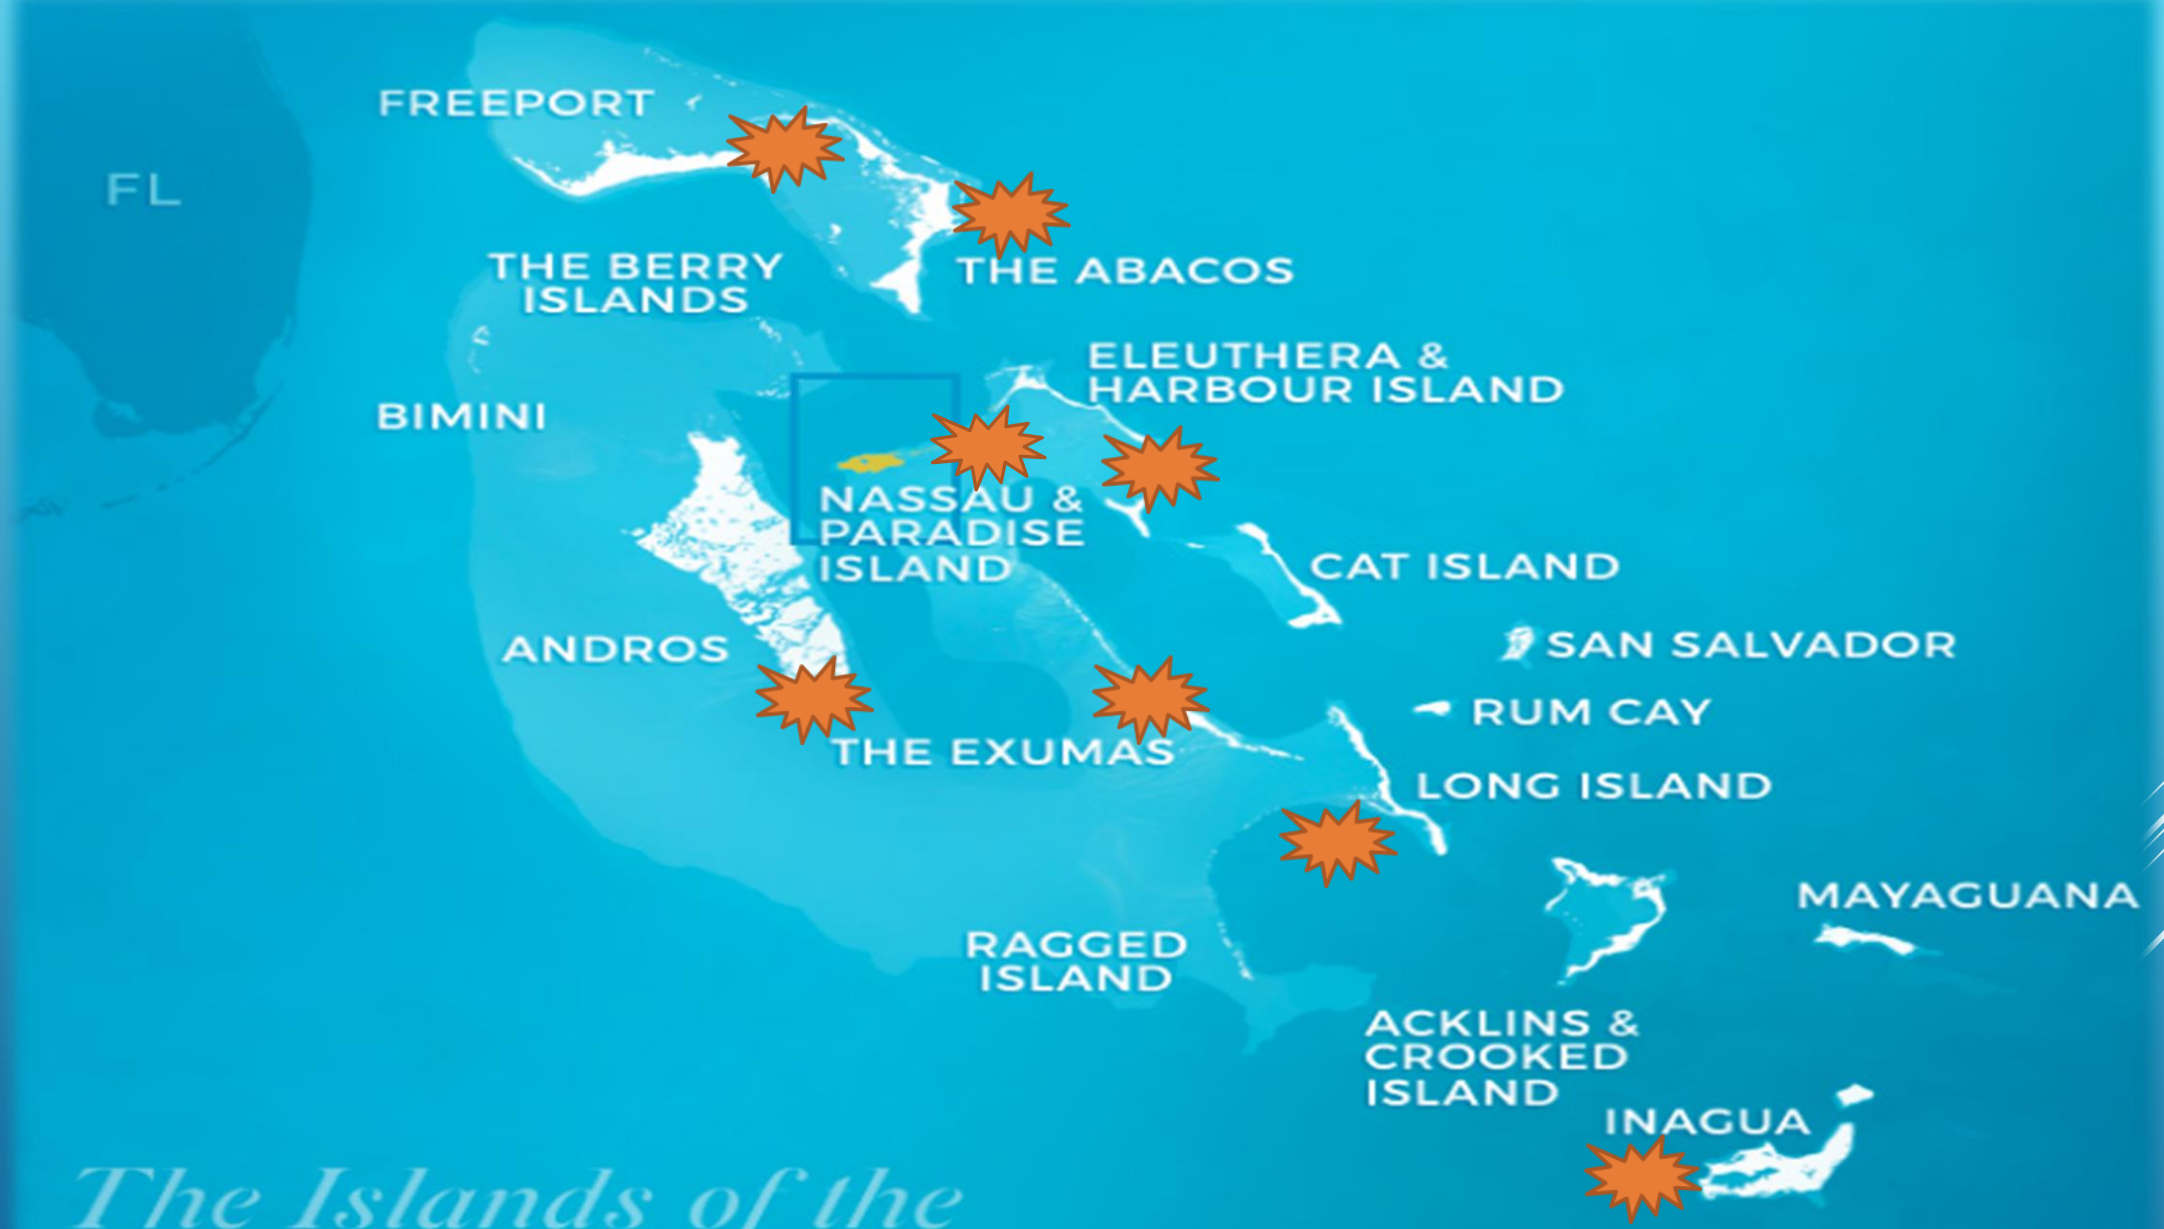 FREEPORT
FL
THE BERRY
ISLANDS
THE ABACOS
ELEUTHERA &
HARBOUR ISLAND
BIMINI
NASSAU &
PARADISE
ISLAND
CAT ISLAND
ANDROS
SAN SALVADOR
RUM CAY
THE EXUMAS
LONG ISLAND
MAYAGUANA
RAGGED
ISLAND
ACKLINS &
CROOKED
ISLAND
INAGUA
The Islands of the